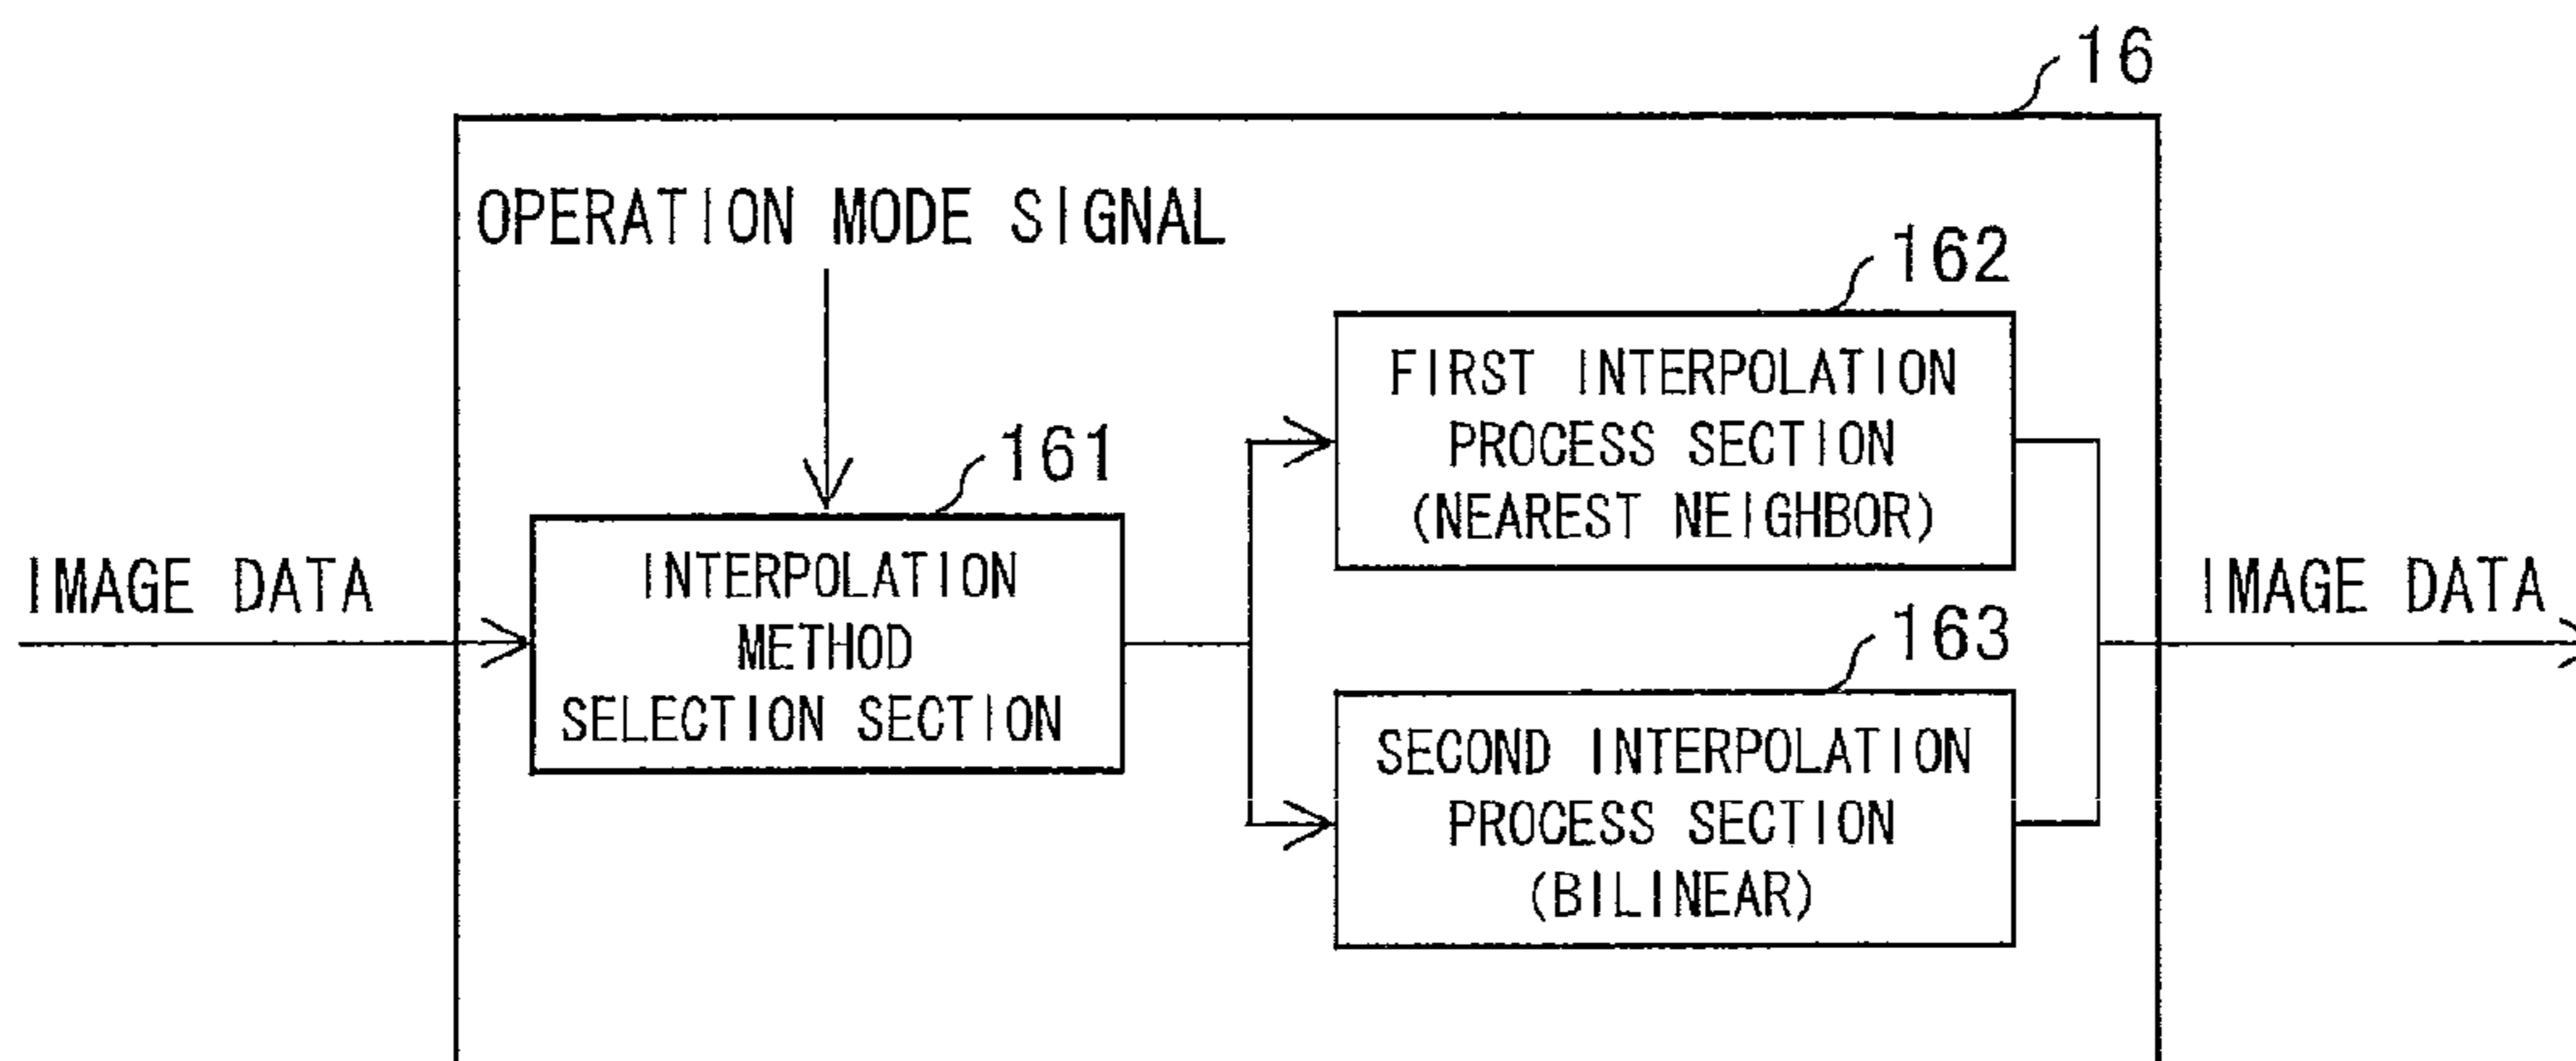 16
OPERATION MODE SIGNAL
162
FIRST INTERPOLATION
PROCESS SECTION
(NEAREST NEIGHBOR)
161
IMAGE DATA
INTERPOLATION
METHOD
SELECTION SECTION
IMAGE DATA
163
SECOND INTERPOLATION
PROCESS SECTION
(BILINEAR)